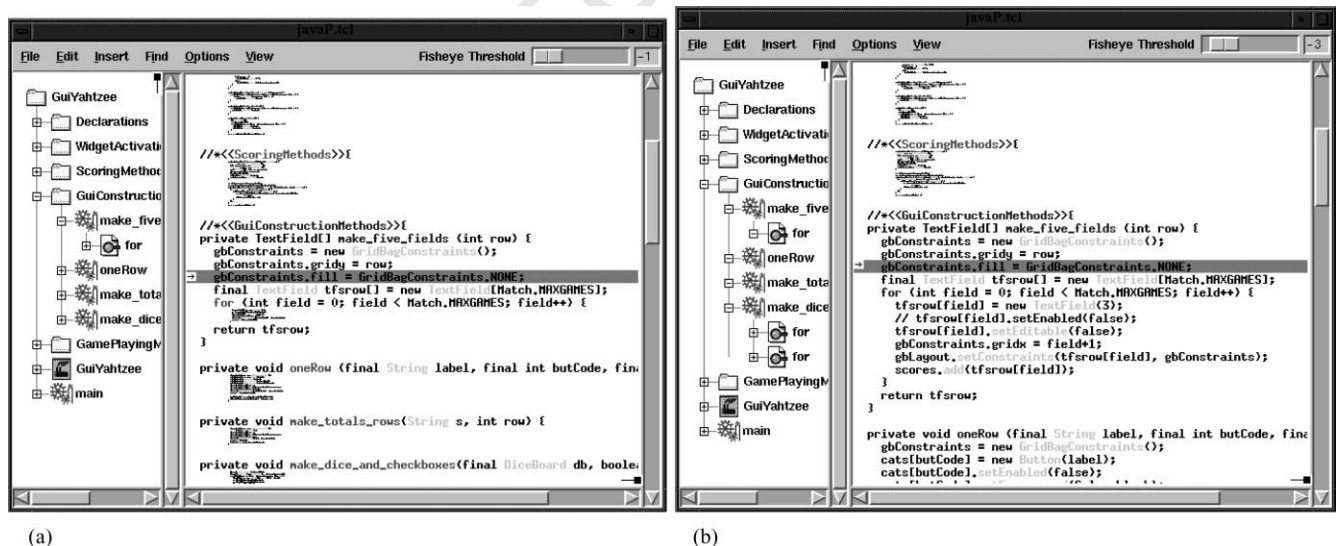 javaP.tcl
File Edit Insert Find Options View Fisheye Threshold -1
GuiYahtzee
Declarations
WidgetActivati
ScoringMethod
GuiConstructio
make_five
for
oneRow
make_tota
make_dice
GamePlayingM
GuiYahtzee
main
//*<<ScoringMethods>>{
//*<<GuiConstructionMethods>>{
private TextField[] make_five_fields (int row) {
gbConstraints = new GridBagConstraints();
gbConstraints.gridy = row;
gbConstraints.fill = GridBagConstraints.NONE;
final TextField tfsrow[] = new TextField[Match.MAXGAMES];
for (int field = 0; field < Match.MAXGAMES; field++) {
return tfsrow;
}
private void oneRow (final String label, final int butCode, fina
private void make_totals_rows(String s, int row) {
private void make_dice_and_checkboxes(final DiceBoard db, boolea
(a)
javaP.tcl
File Edit Insert Find Options View Fisheye Threshold -3
GuiYahtzee
Declarations
WidgetActivati
ScoringMethod
GuiConstructio
make_five
for
oneRow
make_tota
make_dice
for
for
GamePlayingM
GuiYahtzee
main
//*<<ScoringMethods>>{
//*<<GuiConstructionMethods>>{
private TextField[] make_five_fields (int row) {
gbConstraints = new GridBagConstraints();
gbConstraints.gridy = row;
gbConstraints.fill = GridBagConstraints.NONE;
final TextField tfsrow[] = new TextField[Match.MAXGAMES];
for (int field = 0; field < Match.MAXGAMES; field++) {
tfsrow[field] = new TextField(3);
// tfsrow[field].setEnabled(false);
tfsrow[field].setEditable(false);
gbConstraints.gridx = field+1;
gbLayout.setConstraints(tfsrow[field], gbConstraints);
scores.add(tfsrow[field]);
}
return tfsrow;
}
private void oneRow (final String label, final int butCode, fina
gbConstraints = new GridBagConstraints();
cats[butCode] = new Button(label);
cats[butCode].setEnabled(false);
(b)